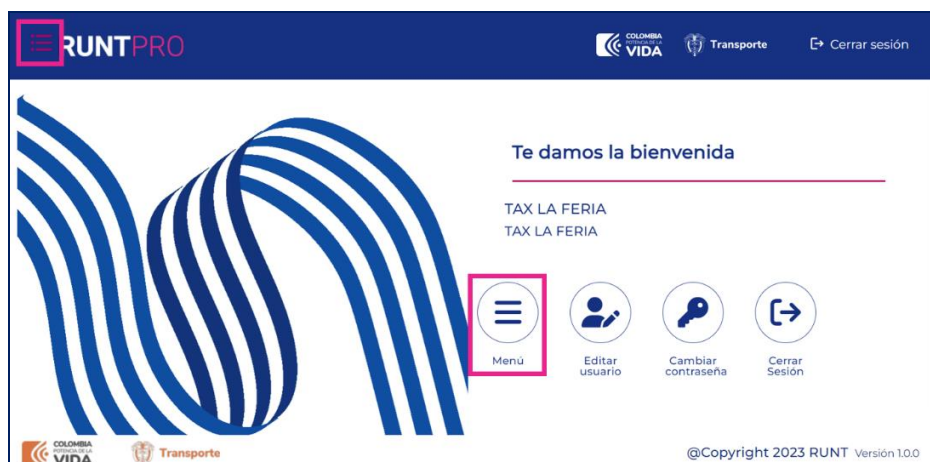 RUNTPRO
COLOMBIA
POTENCIA DE LA
VIDA
Transporte
Cerrar sesión
Te damos la bienvenida
TAX LA FERIA
TAX LA FERIA
Menú
Editar
usuario
Cambiar
contraseña
Cerrar
Sesión
COLOMBIA
POTENCIA DE LA
VIDA
Transporte
@Copyright 2023 RUNT Versión 1.0.0